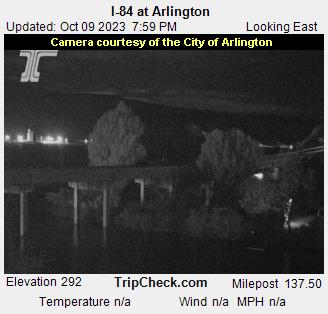 I-84 at Arlington
Updated: Oct 09 2023 7:59 PM Looking East
Camera courtesy of the City of Arlington
Elevation 292 TripCheck.com Milepost 137.50
Temperature n/a Wind n/a MPH n/a